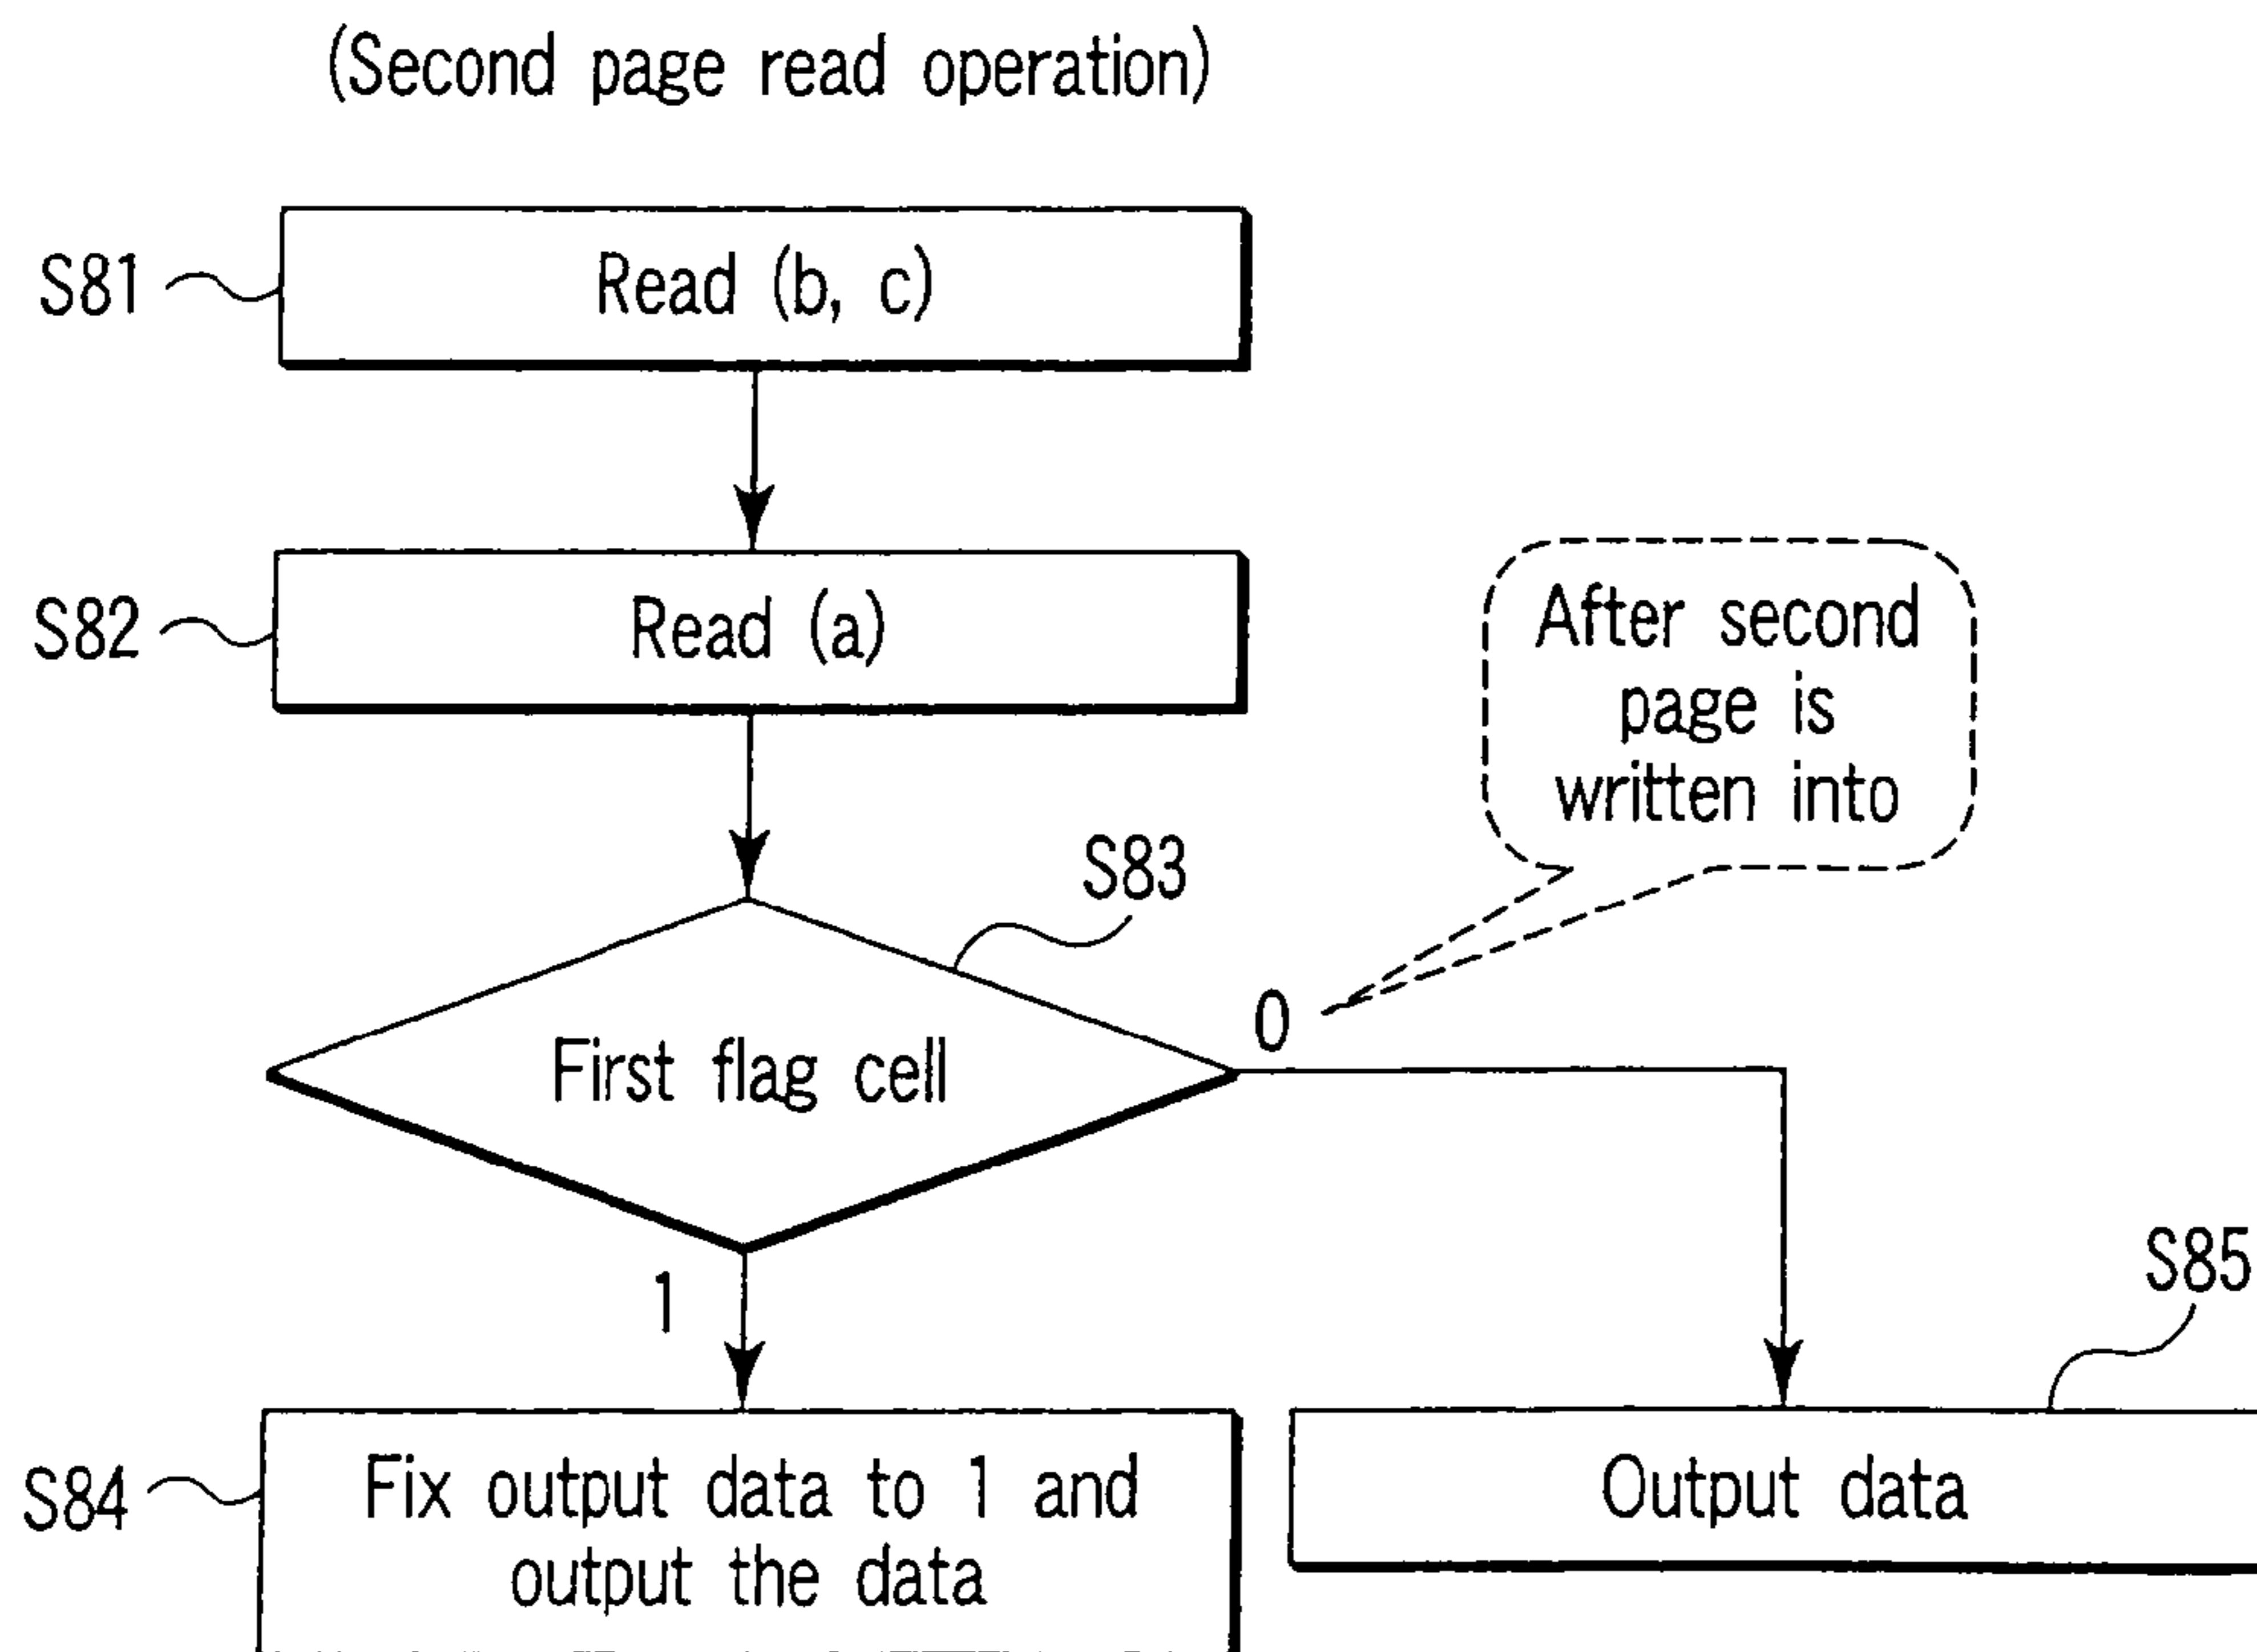 (Second page read operation)
S81
Read (b, c)
S82
Read (a)
After second
page is
written into
S83
First flag cell
0
1
S85
S84
Fix output data to 1 and
output the data
Output data